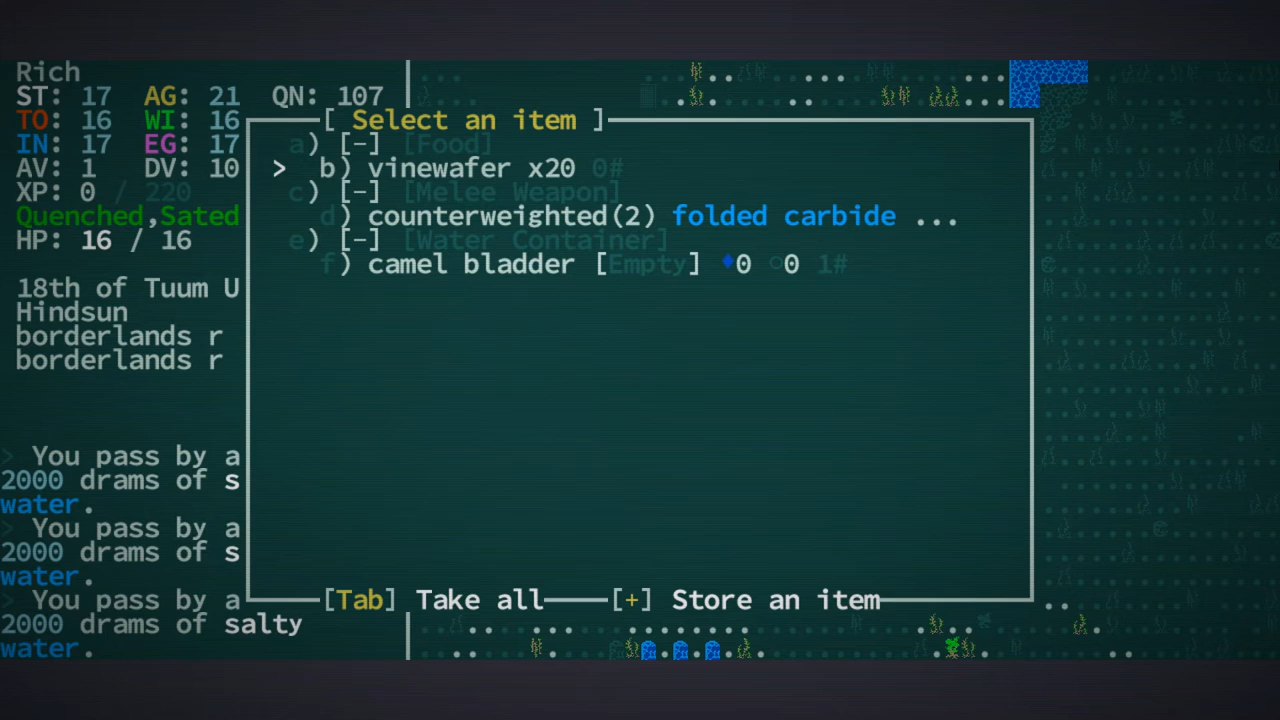 Rich
ST: 17 AG: 21 QN: 107
TO: 16 WI: 16
IN: 17 EG: 17
AV: 1 DV: 10
XP: 0 / 220
Quenched,Sated
HP: 16 / 16
18th of Tuum U
Hindsun
borderlands r
borderlands r
> You pass by a
2000 drams of s
water.
> You pass by a
2000 drams of s
water.
> You pass by a
2000 drams of salty
water.
[ Select an item ]
a) [-] [Food]
> b) vinewafer x20 0#
c) [-] [Melee Weapon]
d) counterweighted(2) folded carbide ...
e) [-] [Water Container]
f) camel bladder [Empty] ♦0 ○0 1#
[Tab] Take all [+] Store an item